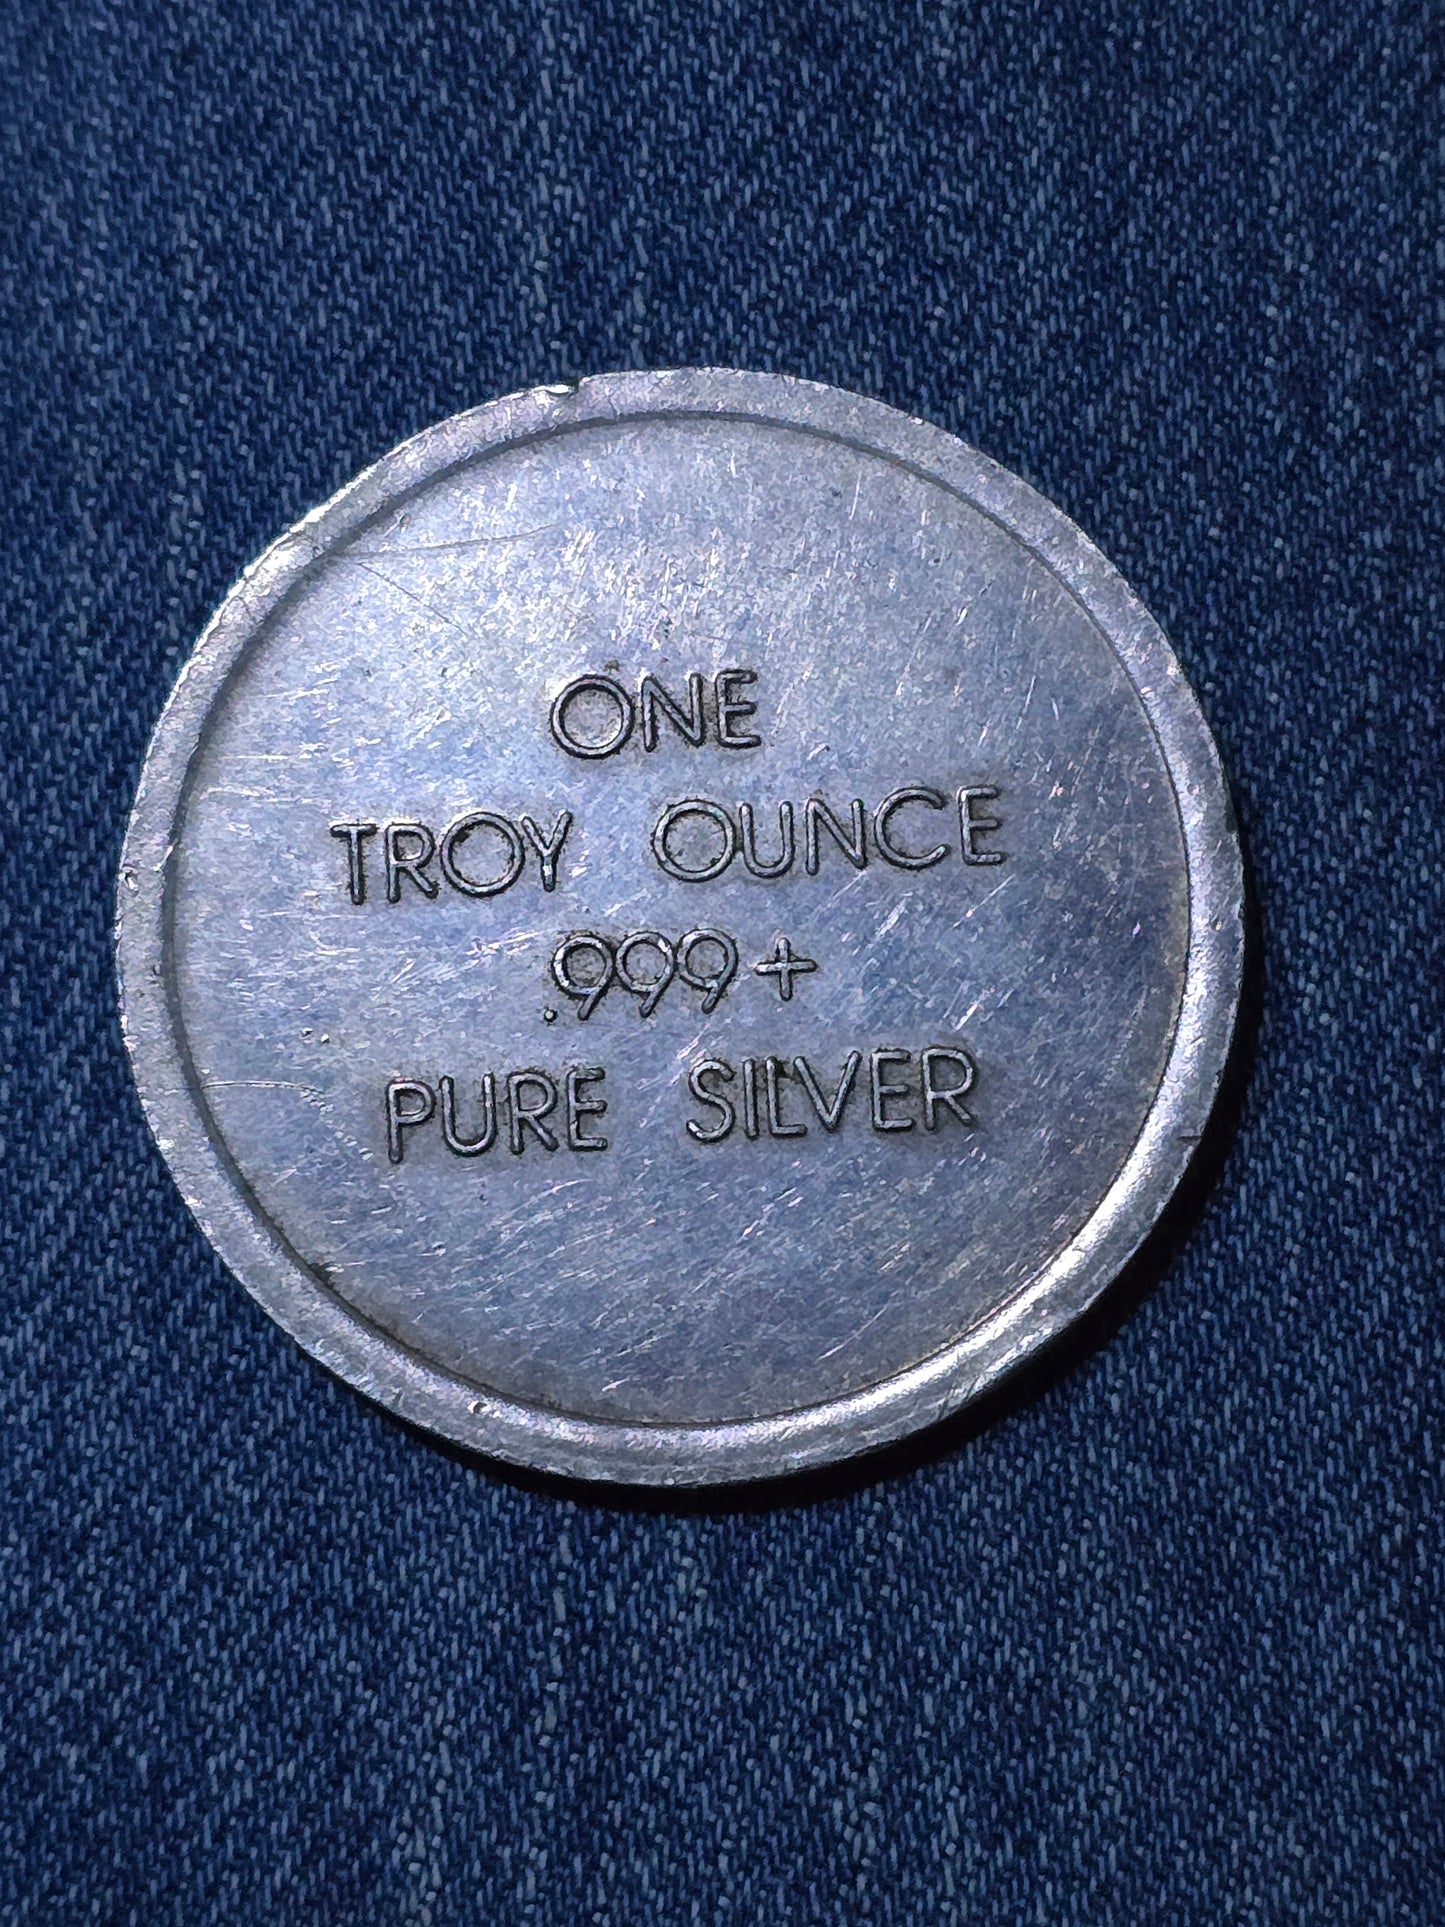 ONE
TROY OUNCE
.999+
PURE SILVER